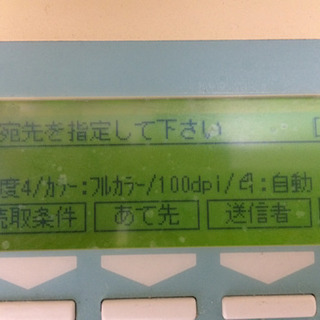 宛先を指定して下さい
度4/カラー:フルカラー/100dpi/凸:自動
読取条件 あて先 送信者